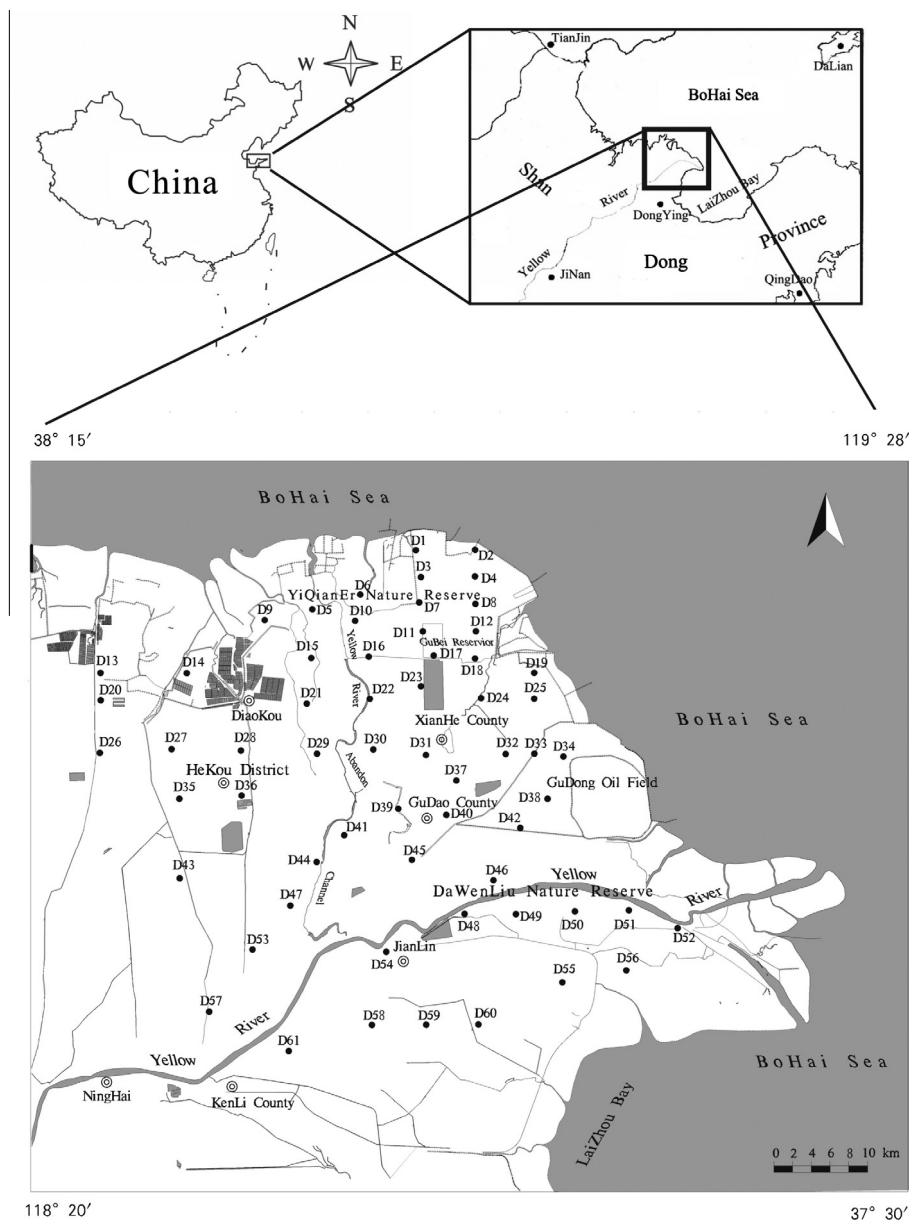 N
W E
S
China
TianJin
DaLian
BoHai Sea
Shan
River
LaiZhou Bay
DongYing
Province
Yellow
JiNan
Dong
QingDao
38° 15′
119° 28′
BoHai Sea
D1
D2
D3
D4
D6
YiQianEr Nature Reserve
D5
D7
D8
D9
D10
D11
D12
Yellow
GuBei Reservior
D13
D14
D15
D16
D17
D18
D19
D20
D21
River
D22
D23
D24
D25
DiaoKou
XianHe County
BoHai Sea
D26
D27
D28
D29
D30
D31
D32
D33
D34
HeKou District
Abandon
GuDong Oil Field
D35
D36
D37
D38
D39
GuDao County
D40
D41
D42
D43
D44
D45
D46
Yellow
Channel
DaWenLiu Nature Reserve
River
D47
D48
D49
D50
D51
D52
D53
D54
JianLin
D55
D56
D57
River
D58
D59
D60
D61
Yellow
BoHai Sea
NingHai
KenLi County
LaiZhou Bay
0 2 4 6 8 10 km
118° 20′
37° 30′